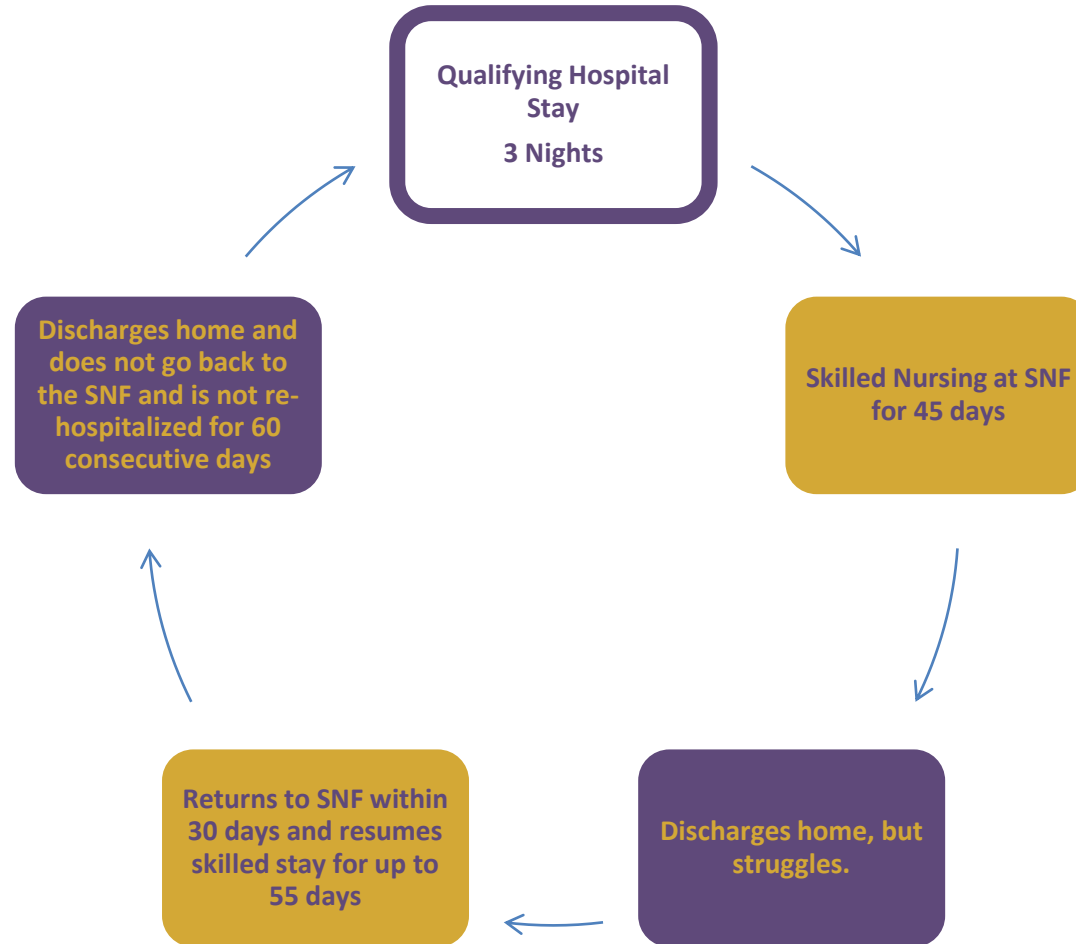 Qualifying Hospital
Stay
3 Nights
Skilled Nursing at SNF
for 45 days
Discharges home, but
struggles.
Returns to SNF within
30 days and resumes
skilled stay for up to
55 days
Discharges home and
does not go back to
the SNF and is not re-
hospitalized for 60
consecutive days